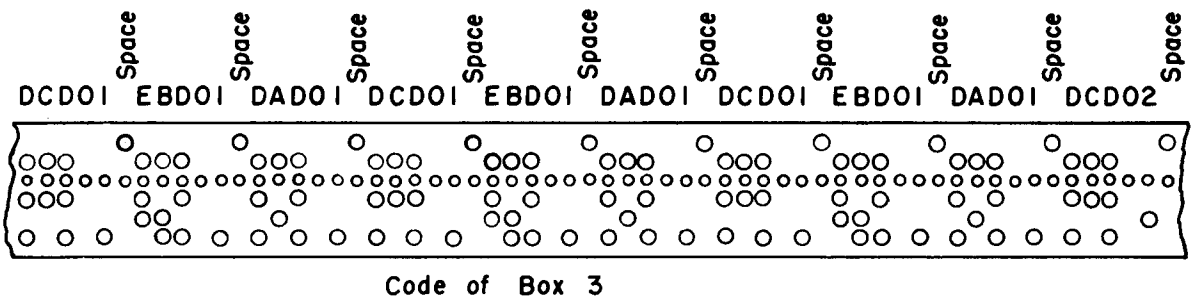 Space Space Space Space Space Space Space Space Space Space
DCD01 EBD01 DAD01 DCD01 EBD01 DAD01 DCD01 EBD01 DAD01 DCD02
Code of Box 3